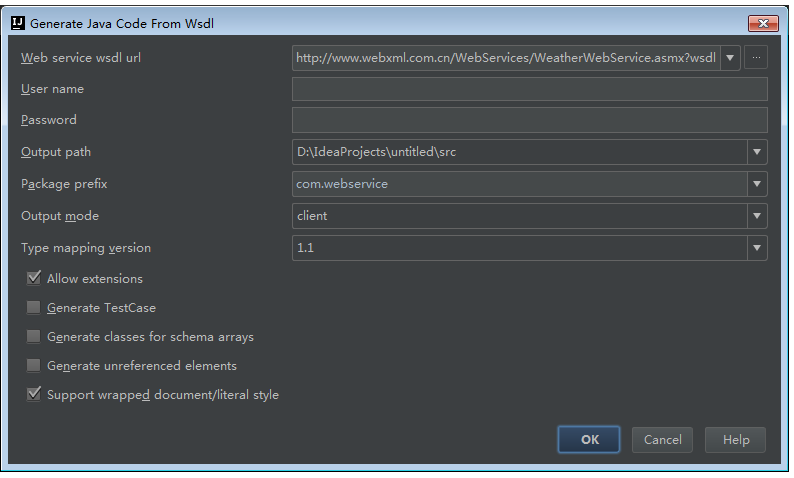 IJ Generate Java Code From Wsdl
Web service wsdl url http://www.webxml.com.cn/WebServices/WeatherWebService.asmx?wsdl ...
User name
Password
Output path D:\IdeaProjects\untitled\src
Package prefix com.webservice
Output mode client
Type mapping version 1.1
Allow extensions
Generate TestCase
Generate classes for schema arrays
Generate unreferenced elements
Support wrapped document/literal style
OK Cancel Help